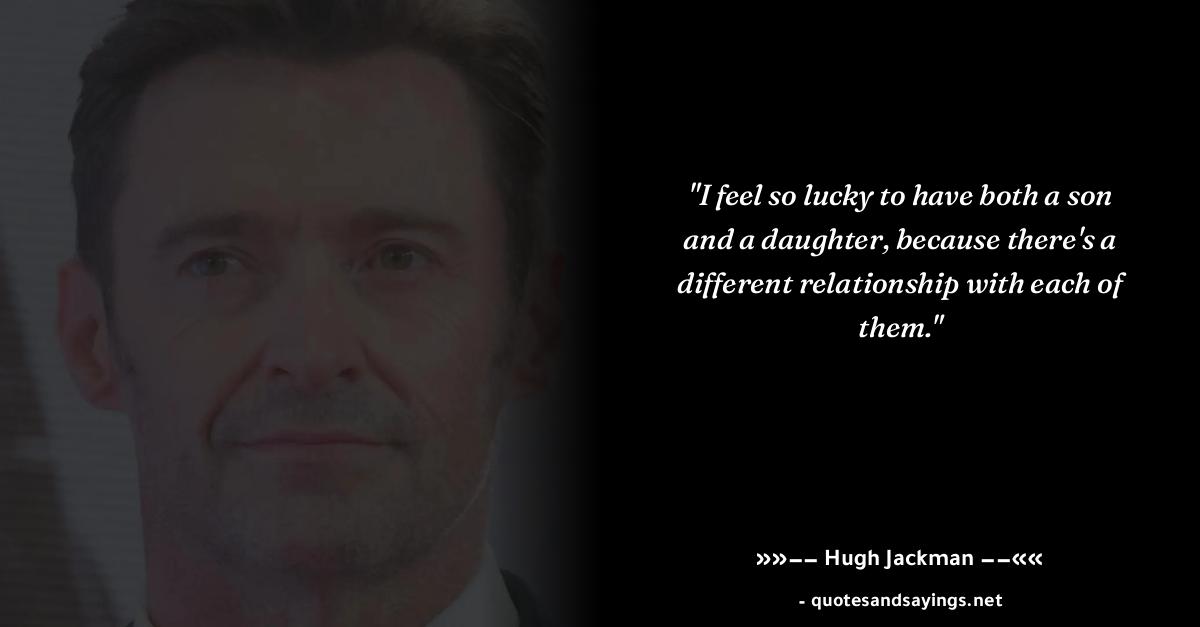 "I feel so lucky to have both a son
and a daughter, because there's a
different relationship with each of
them."
»»–– Hugh Jackman ––««
- quotesandsayings.net